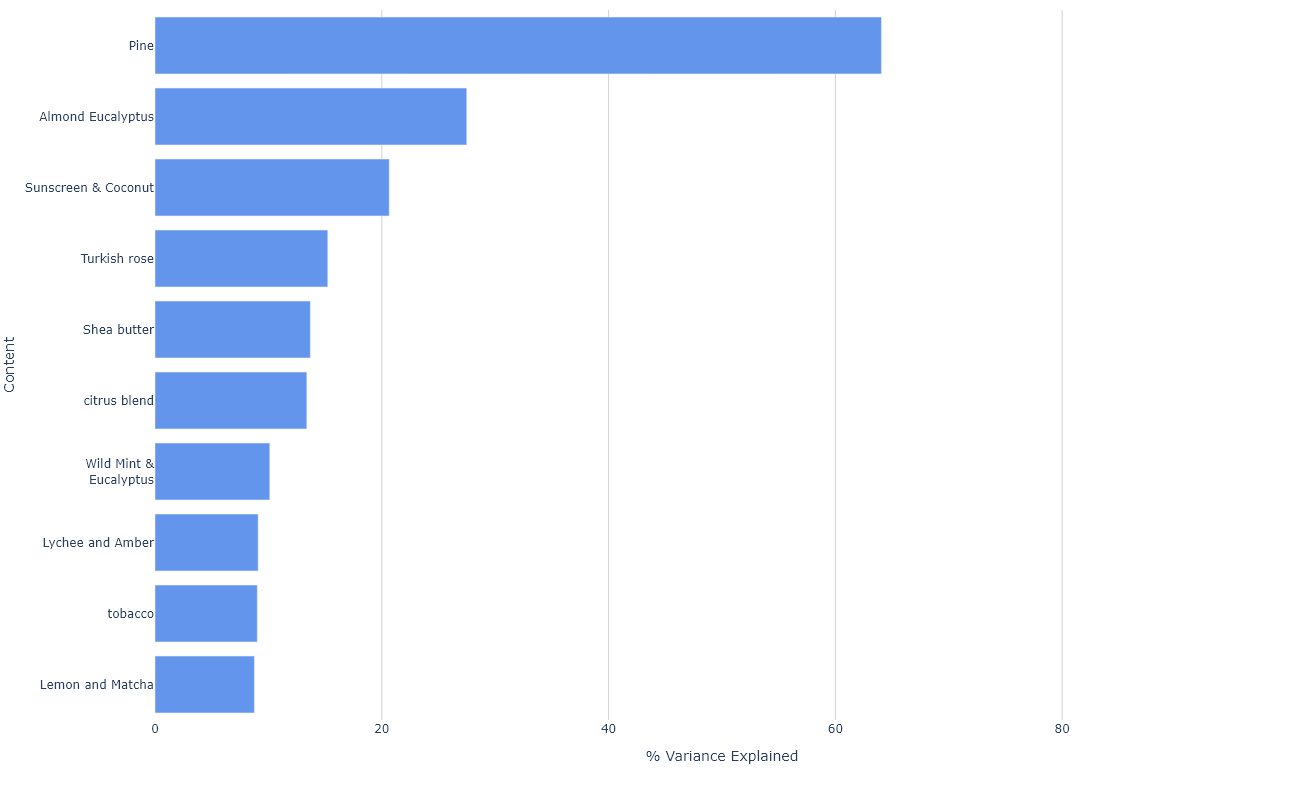 Pine
Almond Eucalyptus
Sunscreen & Coconut
Turkish rose
Shea butter
citrus blend
Wild Mint &
Eucalyptus
Lychee and Amber
tobacco
Lemon and Matcha
Content
0 20 40 60 80
% Variance Explained